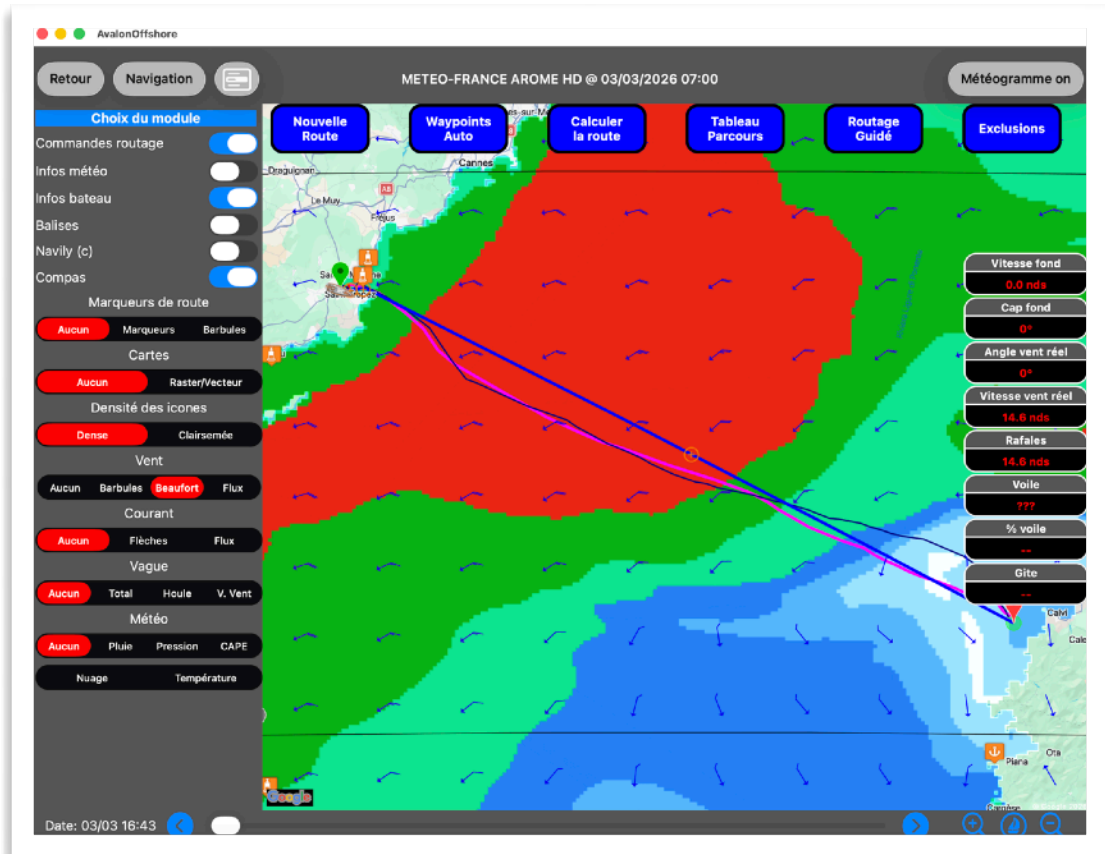 AvalonOffshore
Retour
Navigation
METEO-FRANCE AROME HD @ 03/03/2026 07:00
Météogramme on
Choix du module
Commandes routage
Infos météo
Infos bateau
Balises
Navily (c)
Compas
Marqueurs de route
Aucun Marqueurs Barbules
Cartes
Aucun Raster/Vecteur
Densité des icones
Dense Clairsemée
Vent
Aucun Barbules Beaufort Flux
Courant
Aucun Flèches Flux
Vague
Aucun Total Houle V. Vent
Météo
Aucun Pluie Pression CAPE
Nuage Température
Nouvelle
Route
Waypoints
Auto
Calculer
la route
Tableau
Parcours
Routage
Guidé
Exclusions
Cannes
Draguignan
A8
Le Muy
Fréjus
Vitesse fond
0.0 nds
Cap fond
0°
Angle vent réel
0°
Vitesse vent réel
14.6 nds
Rafales
14.6 nds
Voile
???
% voile
--
Gite
--
Calvi
Cale
Ota
Piana
Cargèse
Google
Date: 03/03 16:43